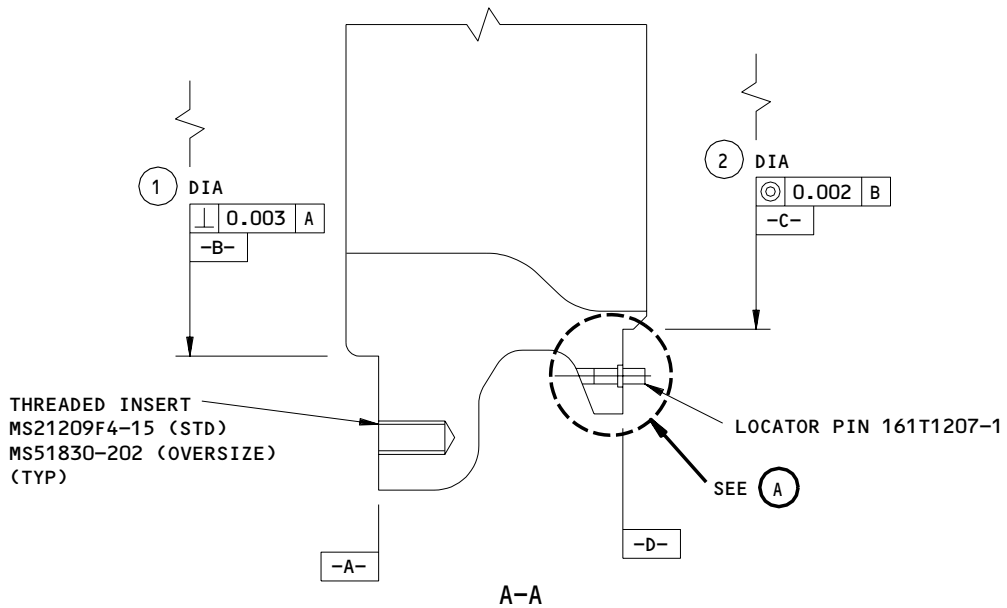 1 DIA
⊥ 0.003 A
-B-
2 DIA
◎ 0.002 B
-C-
THREADED INSERT
MS21209F4-15 (STD)
MS51830-202 (OVERSIZE)
(TYP)
LOCATOR PIN 161T1207-1
SEE A
-A-
-D-
A-A